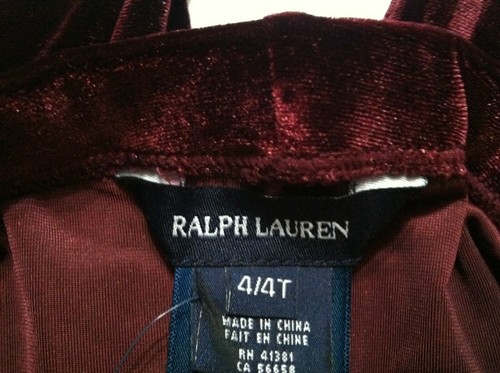 RALPH LAUREN
4/4T
MADE IN CHINA
FAIT EN CHINE
RN 41381
CA 56658